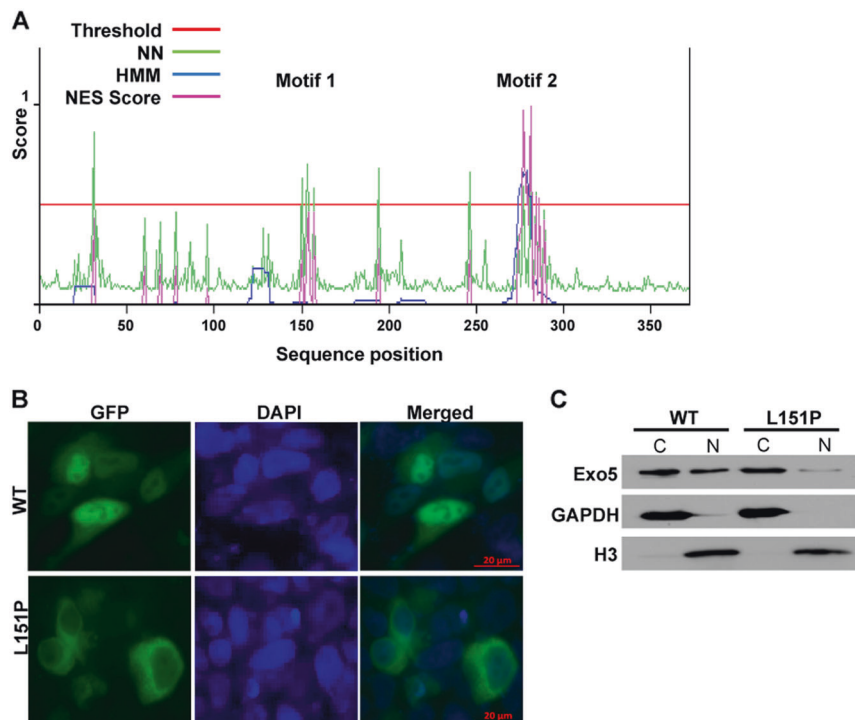 A
Threshold
NN
HMM
NES Score
Motif 1
Motif 2
Score
1
0
50
100
150
200
250
300
350
Sequence position
B
GFP
DAPI
Merged
WT
20 µm
L151P
20 µm
C
WT
L151P
C
N
C
N
Exo5
GAPDH
H3